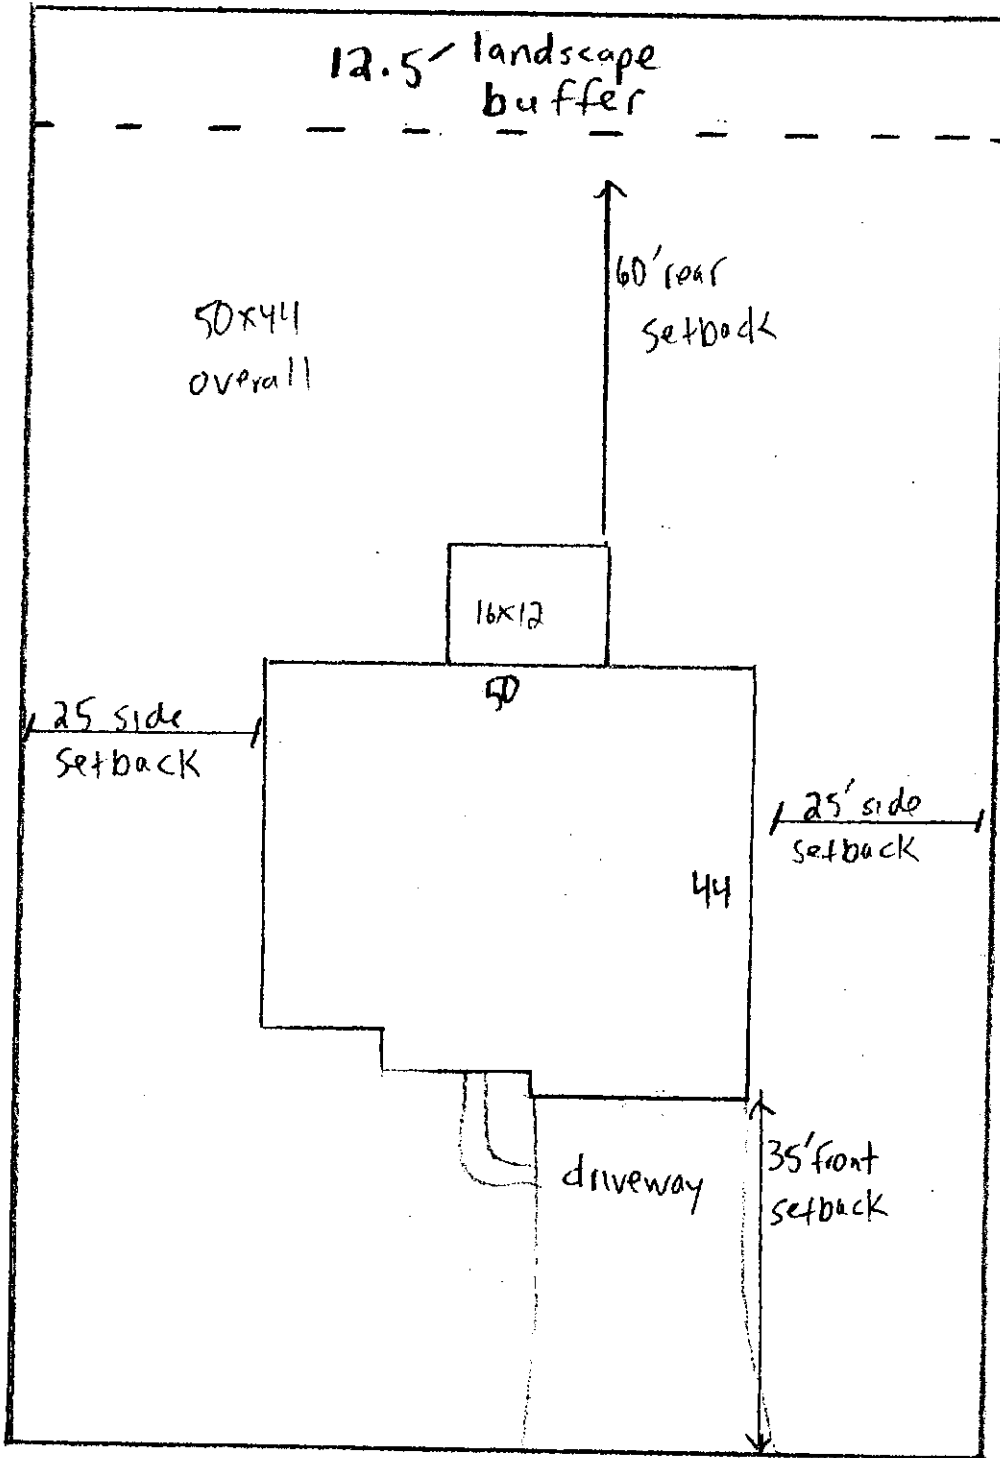 12.5' landscape
buffer
60' rear
setback
50x44
overall
16x12
50
25 side
setback
25' side
setback
44
35' front
setback
driveway